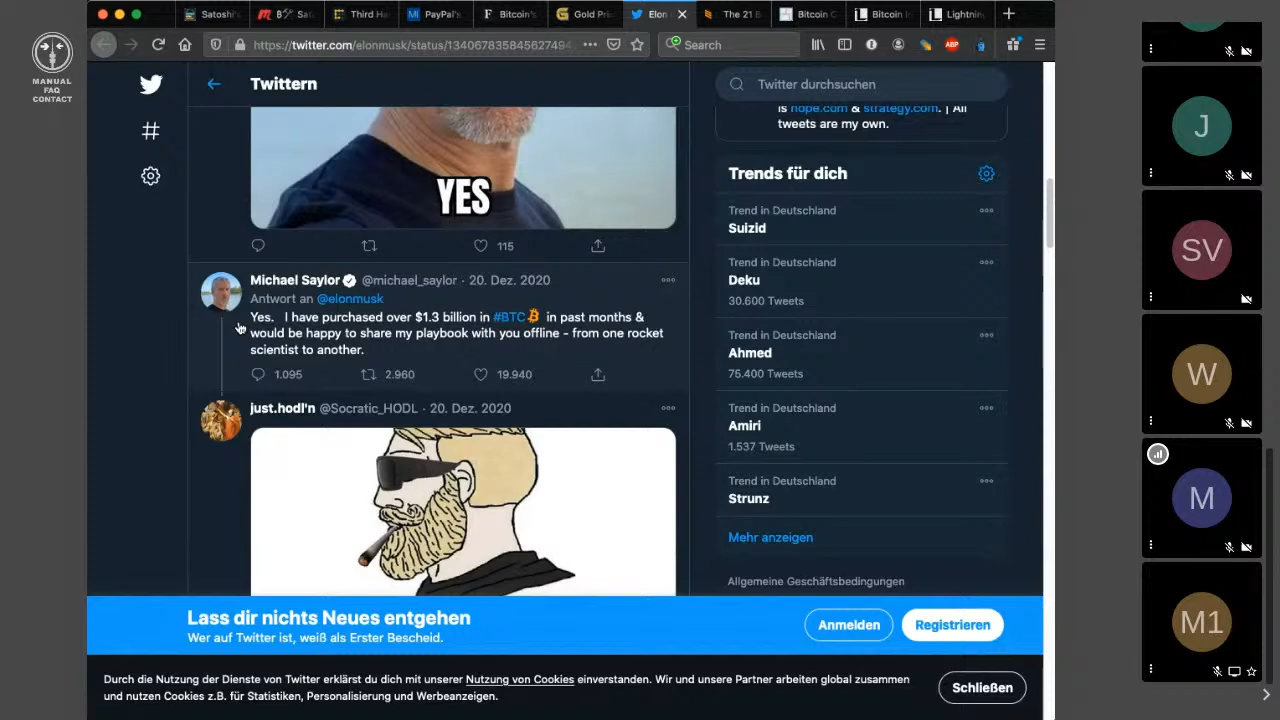 MANUAL
FAQ
CONTACT
Satoshi's
Third Ha
PayPal's
Bitcoin's
Gold Pri
Elon
The 21
Bitcoin
Bitcoin
Lightnin
https://twitter.com/elonmusk/status/1340678358456274944
Search
ABP
Twittern
Twitter durchsuchen
is hope.com & strategy.com. | All
tweets are my own.
YES
115
Trends für dich
Trend in Deutschland
Suizid
Trend in Deutschland
Deku
30.600 Tweets
Trend in Deutschland
Ahmed
75.400 Tweets
Trend in Deutschland
Amiri
1.537 Tweets
Trend in Deutschland
Strunz
Mehr anzeigen
Allgemeine Geschäftsbedingungen
Michael Saylor @michael_saylor · 20. Dez. 2020
Antwort an @elonmusk
Yes. I have purchased over $1.3 billion in #BTC in past months &
would be happy to share my playbook with you offline - from one rocket
scientist to another.
1.095 2.960 19.940
just.hodl'n @Socratic_HODL · 20. Dez. 2020
Lass dir nichts Neues entgehen
Wer auf Twitter ist, weiß als Erster Bescheid.
Anmelden
Registrieren
Durch die Nutzung der Dienste von Twitter erklärst du dich mit unserer Nutzung von Cookies einverstanden. Wir und unsere Partner arbeiten global zusammen
und nutzen Cookies z.B. für Statistiken, Personalisierung und Werbeanzeigen.
Schließen
J
SV
W
M
M1